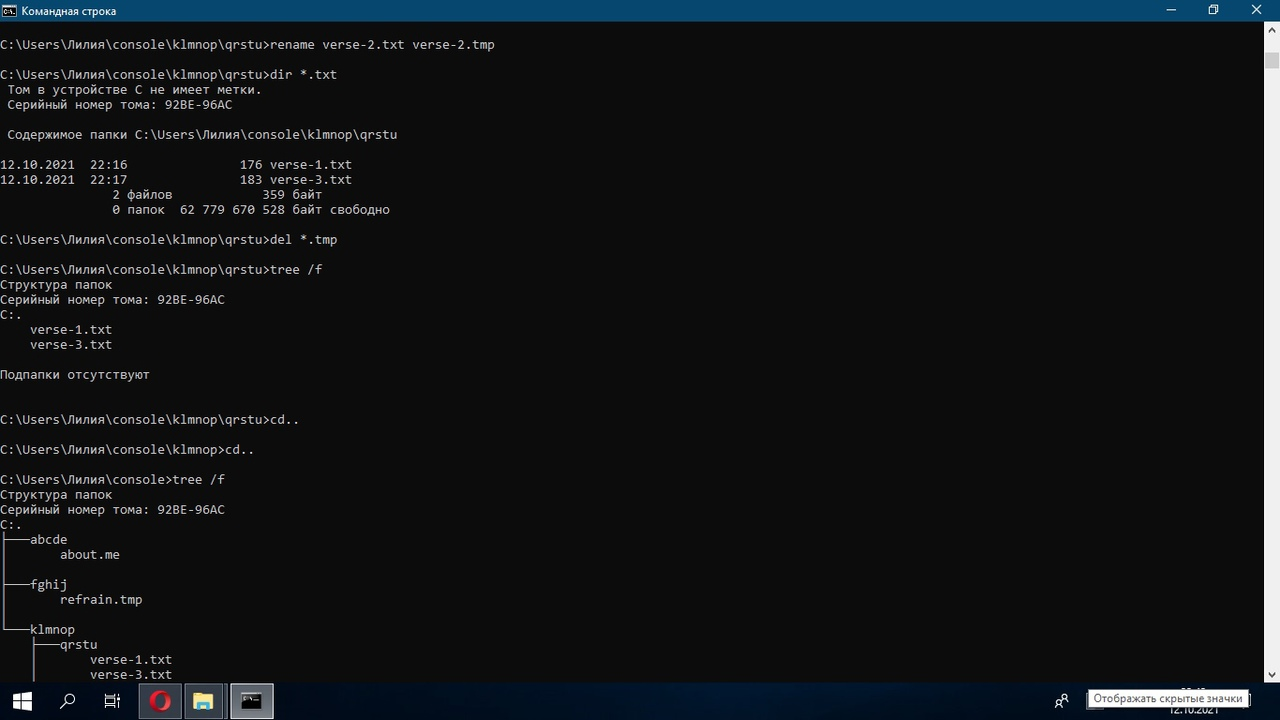 Командная строка
C:\Users\Лилия\console\klmnop\qrstu>rename verse-2.txt verse-2.tmp
C:\Users\Лилия\console\klmnop\qrstu>dir *.txt
Том в устройстве C не имеет метки.
Серийный номер тома: 92BE-96AC
Содержимое папки C:\Users\Лилия\console\klmnop\qrstu
12.10.2021  22:16               176 verse-1.txt
12.10.2021  22:17               183 verse-3.txt
2 файлов            359 байт
0 папок  62 779 670 528 байт свободно
C:\Users\Лилия\console\klmnop\qrstu>del *.tmp
C:\Users\Лилия\console\klmnop\qrstu>tree /f
Структура папок
Серийный номер тома: 92BE-96AC
C:.
verse-1.txt
verse-3.txt
Подпапки отсутствуют
C:\Users\Лилия\console\klmnop\qrstu>cd..
C:\Users\Лилия\console\klmnop>cd..
C:\Users\Лилия\console>tree /f
Структура папок
Серийный номер тома: 92BE-96AC
C:.
├───abcde
│       about.me
│
├───fghij
│       refrain.tmp
│
└───klmnop
├───qrstu
│       verse-1.txt
│       verse-3.txt
Отображать скрытые значки
12.10.2021